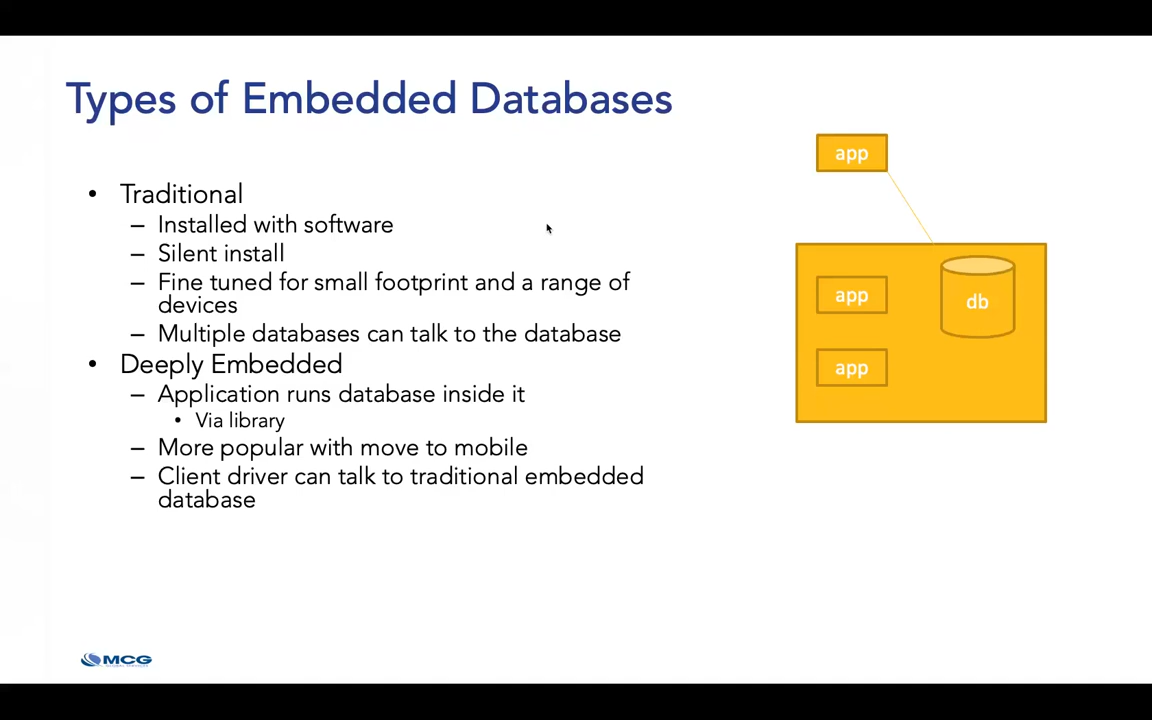 Types of Embedded Databases
• Traditional
– Installed with software
– Silent install
– Fine tuned for small footprint and a range of
devices
– Multiple databases can talk to the database
• Deeply Embedded
– Application runs database inside it
• Via library
– More popular with move to mobile
– Client driver can talk to traditional embedded
database
app
app
db
app
MCG